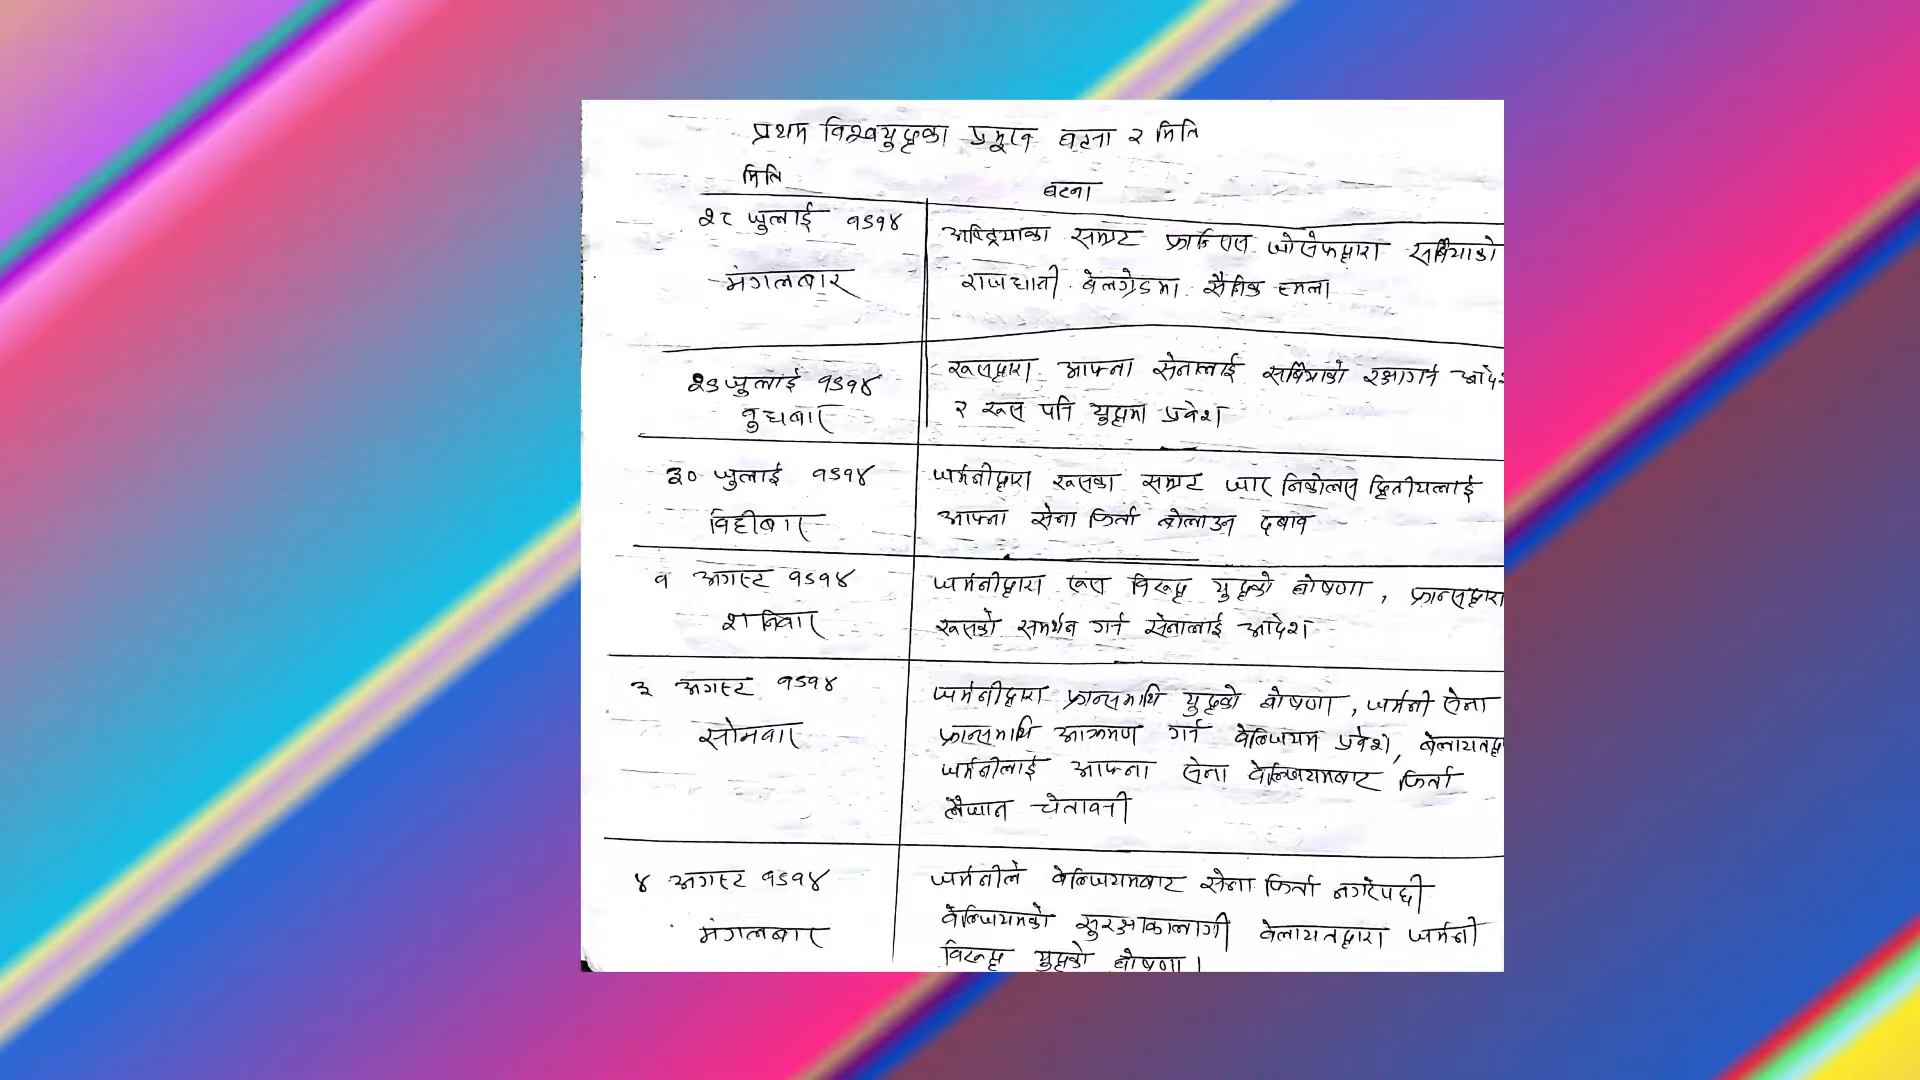 प्रथम विश्वयुद्धका प्रमुख घटना र मिति
मिति घटना
२८ जुलाई १९१४ अष्ट्रियाका सम्राट फ्रान्सिस जोसेफद्वारा सर्बियाको
मंगलबार राजधानी बेलग्रेडमा सैनिक हमला
२९ जुलाई १९१४ रूसद्वारा आफ्ना सेनालाई सर्बियाको रक्षागर्न
बुधबार र रूस पनि युद्धमा प्रवेश
३० जुलाई १९१४ जर्मनीद्वारा रूसका सम्राट जार निकोलस द्वितीयलाई
विहीबार आफ्ना सेना फिर्ता बोलाउन दबाव
१ अगस्ट १९१४ जर्मनीद्वारा रूस विरूद्ध युद्धको घोषणा, फ्रान्सद्वारा
शनिवार रूसको समर्थन गर्न सेनालाई आदेश
३ अगस्ट १९१४ जर्मनीद्वारा फ्रान्समाथि युद्धको घोषणा, जर्मनी सेना
सोमवार फ्रान्समाथि आक्रमण गर्न बेल्जियम प्रवेश,
जर्मनीलाई आफ्ना सेना बेल्जियमबाट फिर्ता
लैजान चेतावनी
४ अगस्ट १९१४ जर्मनीले बेल्जियमबाट सेना फिर्ता नगरेपछी
मंगलबार बेल्जियमको सुरक्षाकालागी बेलायतद्वारा जर्मनी
विरूद्ध युद्धको घोषणा।